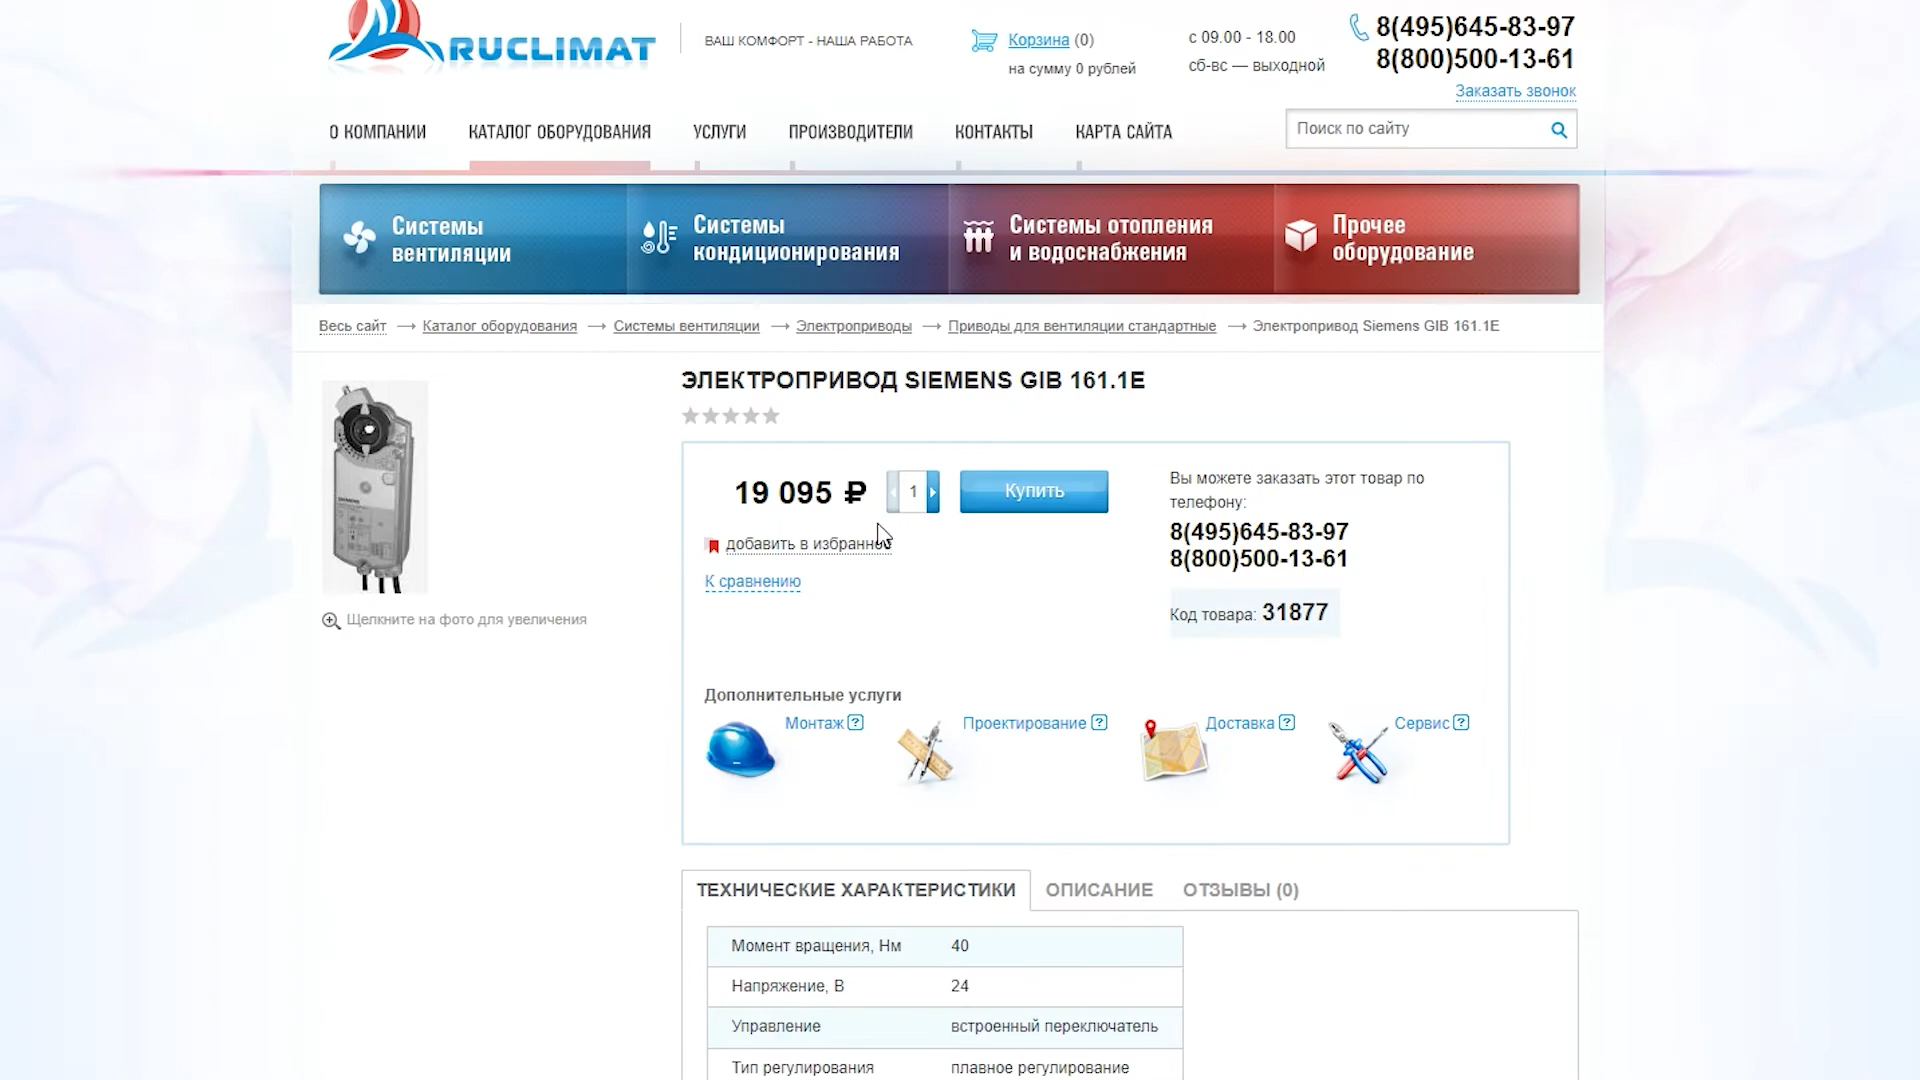 RUCLIMAT
ВАШ КОМФОРТ - НАША РАБОТА
Корзина (0)
на сумму 0 рублей
с 09.00 - 18.00
сб-вс — выходной
8(495)645-83-97
8(800)500-13-61
Заказать звонок
О КОМПАНИИ
КАТАЛОГ ОБОРУДОВАНИЯ
УСЛУГИ
ПРОИЗВОДИТЕЛИ
КОНТАКТЫ
КАРТА САЙТА
Поиск по сайту
Системы
вентиляции
Системы
кондиционирования
Системы отопления
и водоснабжения
Прочее
оборудование
Весь сайт → Каталог оборудования → Системы вентиляции → Электроприводы → Приводы для вентиляции стандартные → Электропривод Siemens GIB 161.1E
ЭЛЕКТРОПРИВОД SIEMENS GIB 161.1E
SIEMENS
Щелкните на фото для увеличения
19 095 ₽
1
Купить
добавить в избранное
К сравнению
Вы можете заказать этот товар по
телефону:
8(495)645-83-97
8(800)500-13-61
Код товара: 31877
Дополнительные услуги
Монтаж ?
Проектирование ?
Доставка ?
Сервис ?
ТЕХНИЧЕСКИЕ ХАРАКТЕРИСТИКИ
ОПИСАНИЕ
ОТЗЫВЫ (0)
Момент вращения, Нм 40
Напряжение, В 24
Управление встроенный переключатель
Тип регулирования плавное регулирование